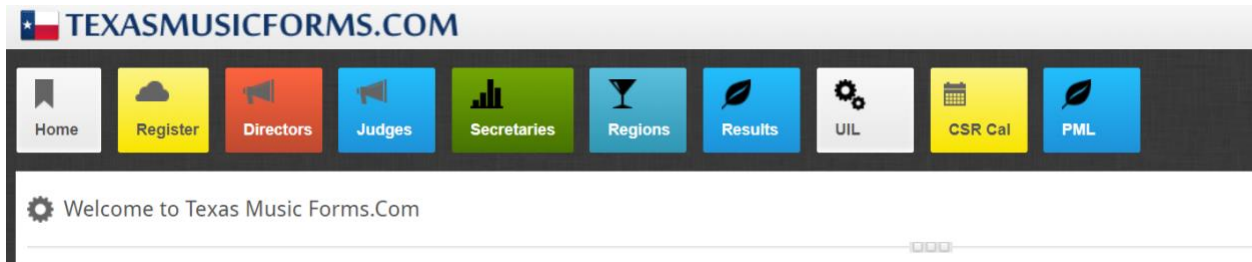 TEXASMUSICFORMS.COM
Home Register Directors Judges Secretaries Regions Results UIL CSR Cal PML
Welcome to Texas Music Forms.Com